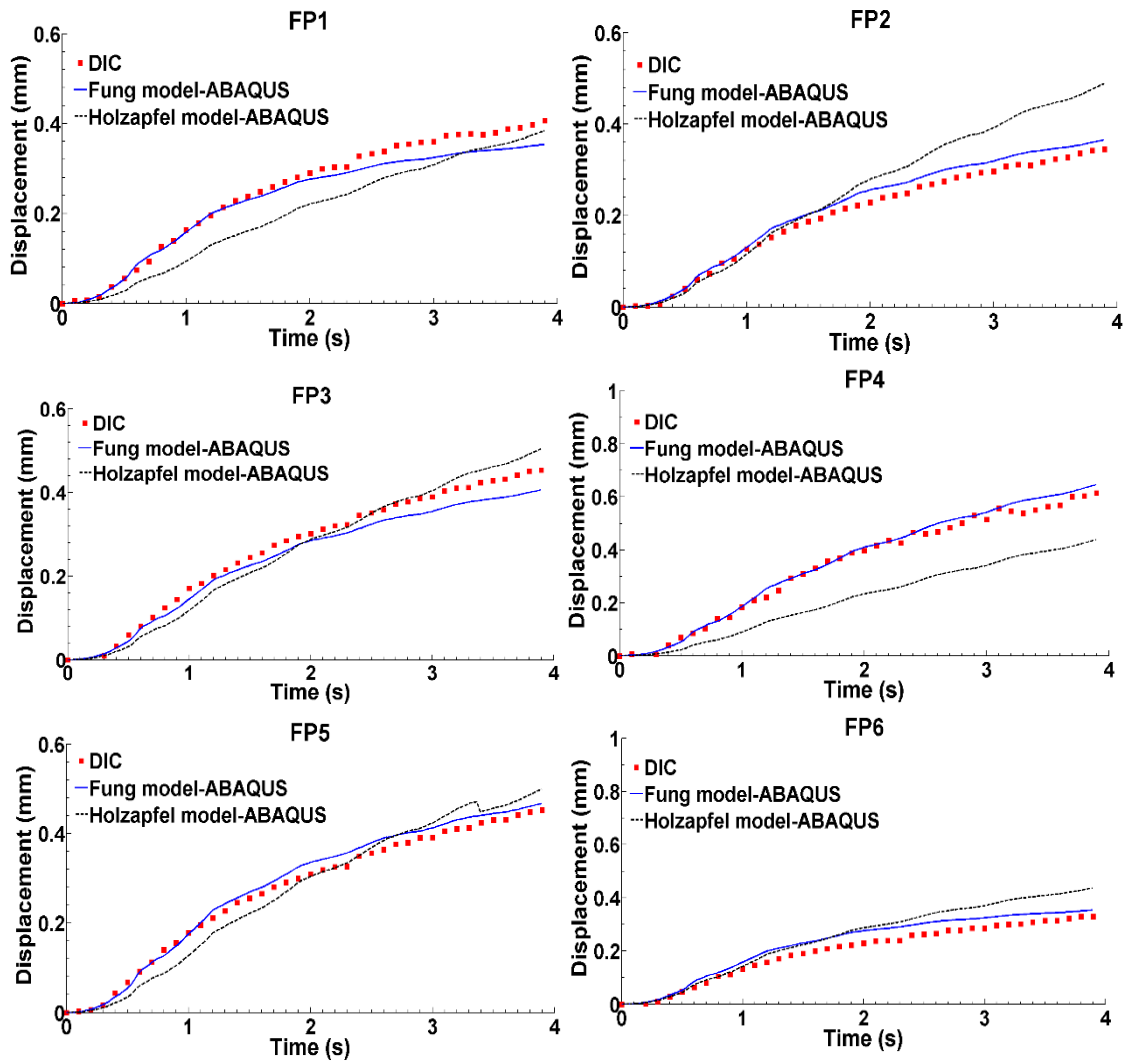 FP1
Displacement (mm)
0.6
0.4
0.2
0
DIC
Fung model-ABAQUS
Holzapfel model-ABAQUS
0 1 2 3 4
Time (s)
FP2
Displacement (mm)
0.6
0.4
0.2
0
DIC
Fung model-ABAQUS
Holzapfel model-ABAQUS
0 1 2 3 4
Time (s)
FP3
Displacement (mm)
0.6
0.4
0.2
0
DIC
Fung model-ABAQUS
Holzapfel model-ABAQUS
0 1 2 3 4
Time (s)
FP4
Displacement (mm)
1
0.8
0.6
0.4
0.2
0
DIC
Fung model-ABAQUS
Holzapfel model-ABAQUS
0 1 2 3 4
Time (s)
FP5
Displacement (mm)
0.6
0.4
0.2
0
DIC
Fung model-ABAQUS
Holzapfel model-ABAQUS
0 1 2 3 4
Time (s)
FP6
Displacement (mm)
1
0.8
0.6
0.4
0.2
0
DIC
Fung model-ABAQUS
Holzapfel model-ABAQUS
0 1 2 3 4
Time (s)